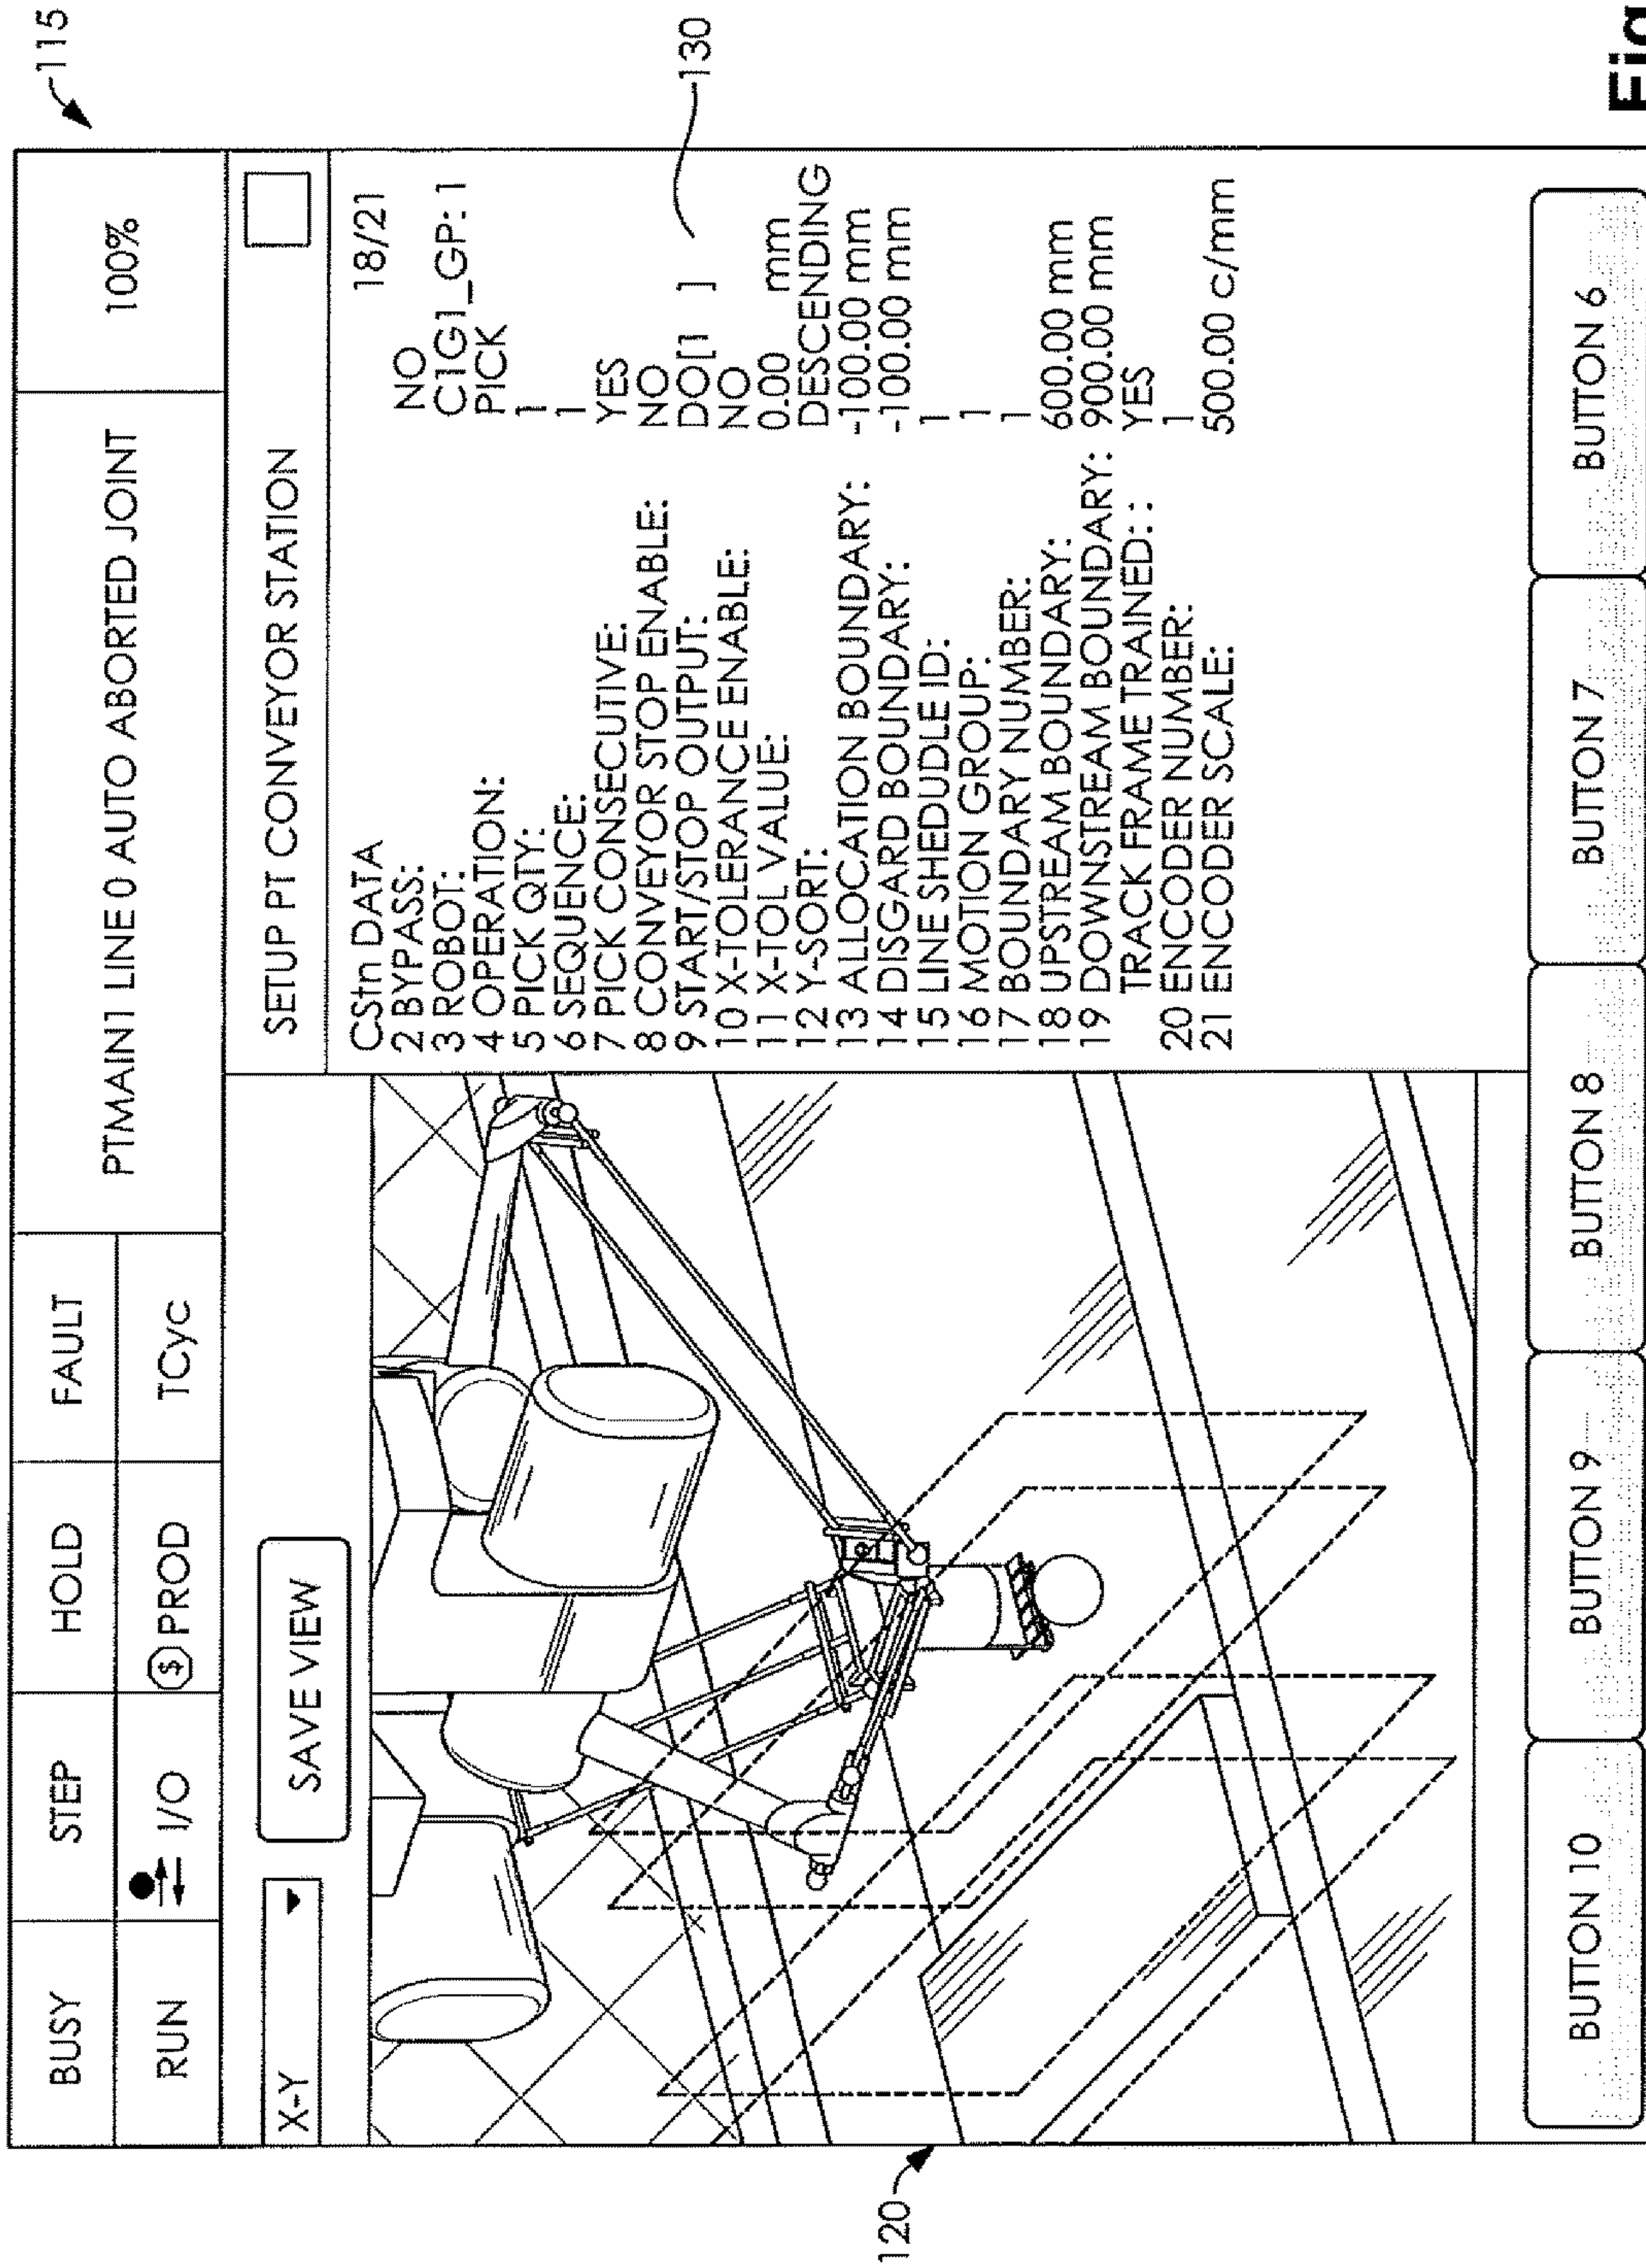 115
BUSY STEP HOLD FAULT PTMAIN1 LINE 0 AUTO ABORTED JOINT 100%
RUN I/O $ PROD TCyc
X-Y SAVE VIEW
SETUP PT CONVEYOR STATION
CStn DATA 18/21
2 BYPASS: NO
3 ROBOT: C1G1_GP: 1
4 OPERATION: PICK
5 PICK QTY: 1
6 SEQUENCE: 1
7 PICK CONSECUTIVE: YES
8 CONVEYOR STOP ENABLE: NO
9 START/STOP OUTPUT: DO[1 ]
10 X-TOLERANCE ENABLE: NO
11 X-TOL VALUE: 0.00 mm
12 Y-SORT: DESCENDING
13 ALLOCATION BOUNDARY: -100.00 mm
14 DISGARD BOUNDARY: -100.00 mm
15 LINE SHEDUDLE ID: 1
16 MOTION GROUP: 1
17 BOUNDARY NUMBER: 1
18 UPSTREAM BOUNDARY: 600.00 mm
19 DOWNSTREAM BOUNDARY: 900.00 mm
TRACK FRAME TRAINED: : YES
20 ENCODER NUMBER: 1
21 ENCODER SCALE: 500.00 c/mm
130
120
BUTTON 10 BUTTON 9 BUTTON 8 BUTTON 7 BUTTON 6